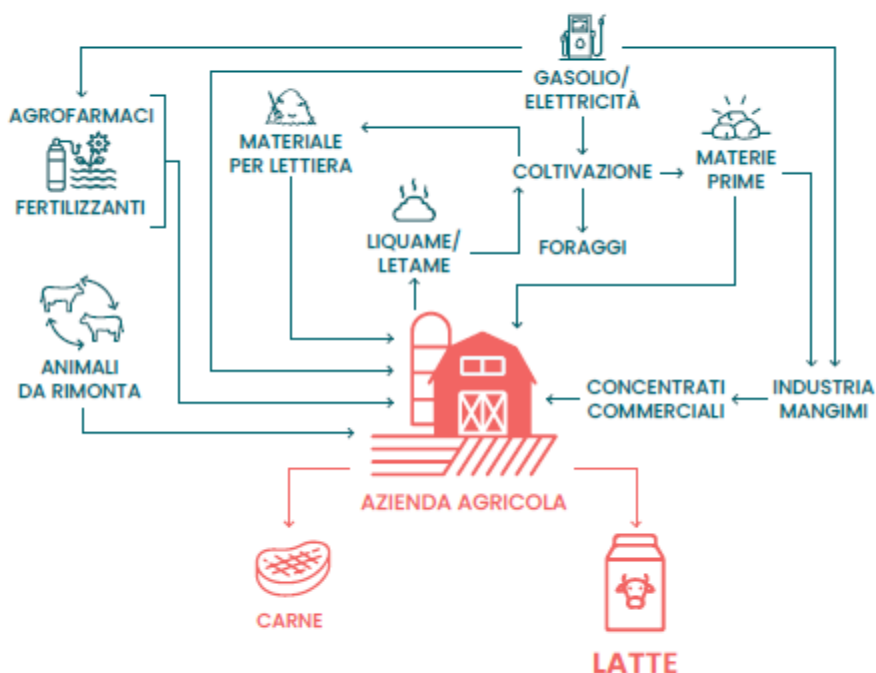 GASOLIO/
ELETTRICITÀ
AGROFARMACI
FERTILIZZANTI
MATERIALE
PER LETTIERA
COLTIVAZIONE
MATERIE
PRIME
LIQUAME/
LETAME
FORAGGI
ANIMALI
DA RIMONTA
CONCENTRATI
COMMERCIALI
INDUSTRIA
MANGIMI
AZIENDA AGRICOLA
CARNE
LATTE